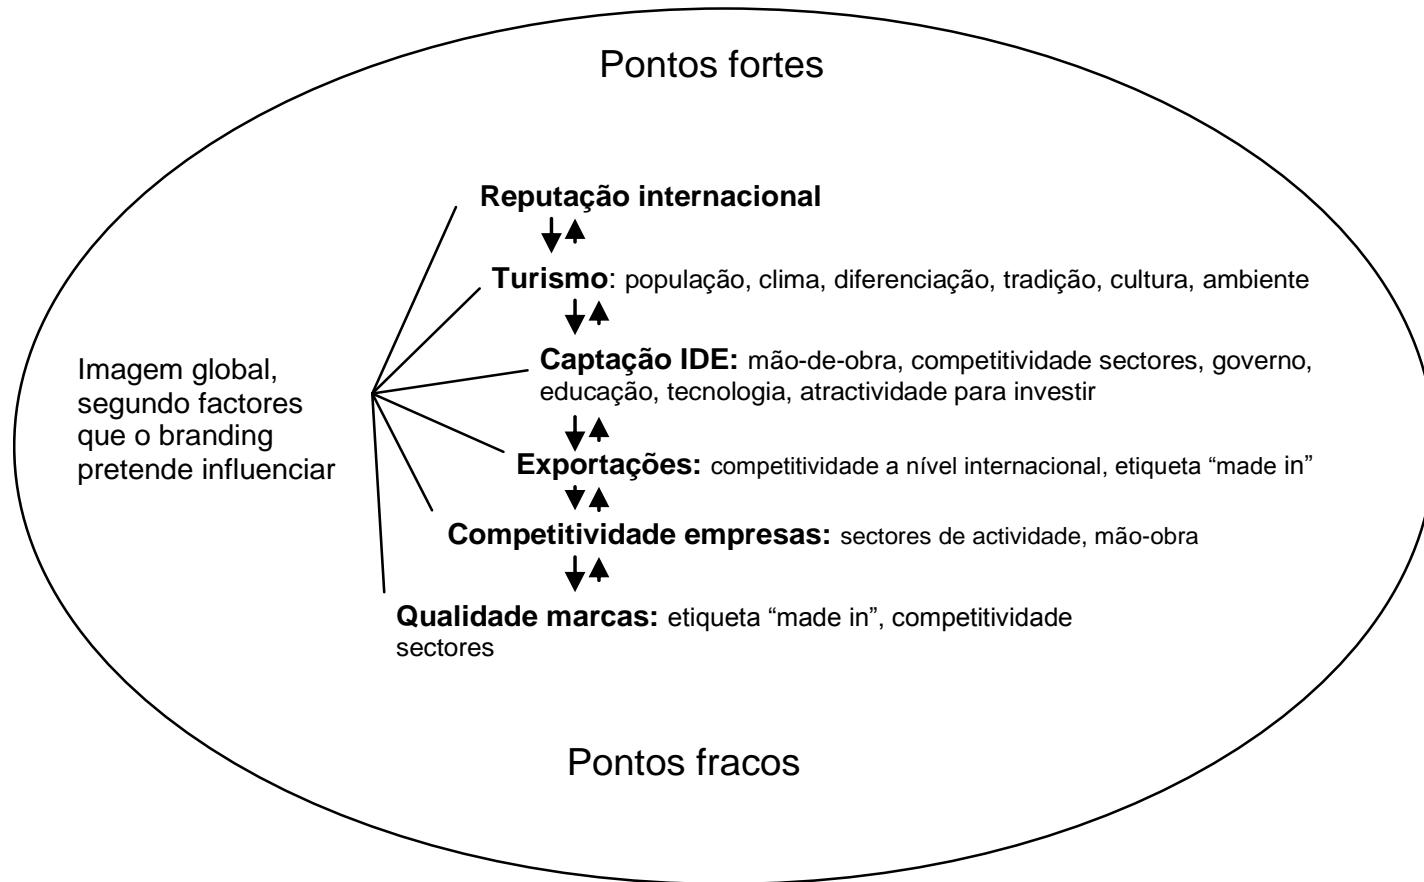 Pontos fortes
Reputação internacional
Turismo: população, clima, diferenciação, tradição, cultura, ambiente
Captação IDE: mão-de-obra, competitividade sectores, governo,
educação, tecnologia, atractividade para investir
Imagem global,
segundo factores
que o branding
pretende influenciar
Exportações: competitividade a nível internacional, etiqueta “made in”
Competitividade empresas: sectores de actividade, mão-obra
Qualidade marcas: etiqueta “made in”, competitividade
sectores
Pontos fracos